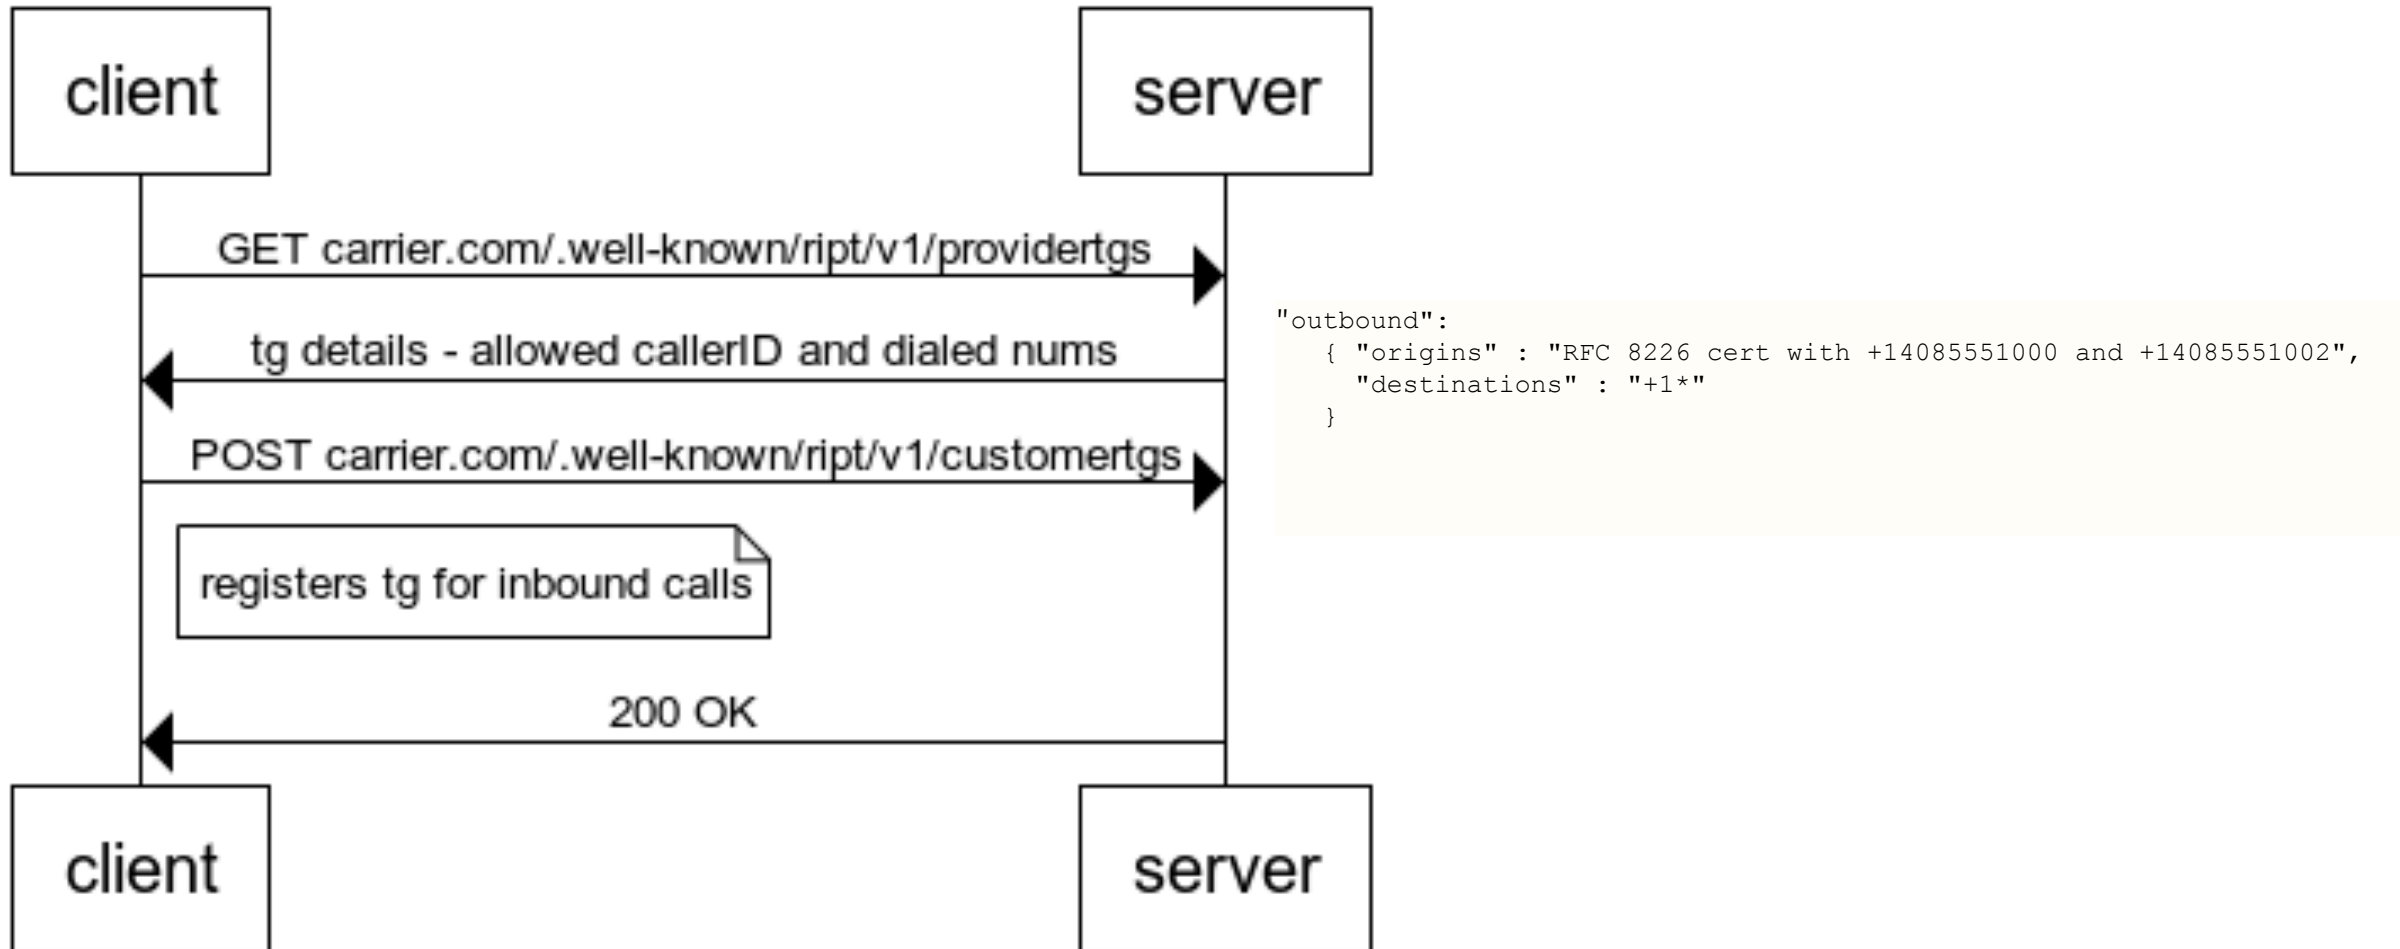 client
server
GET carrier.com/.well-known/ript/v1/providertgs
tg details - allowed callerID and dialed nums
"outbound":
{ "origins" : "RFC 8226 cert with +14085551000 and +14085551002",
"destinations" : "+1*"
}
POST carrier.com/.well-known/ript/v1/customertgs
registers tg for inbound calls
200 OK
client
server